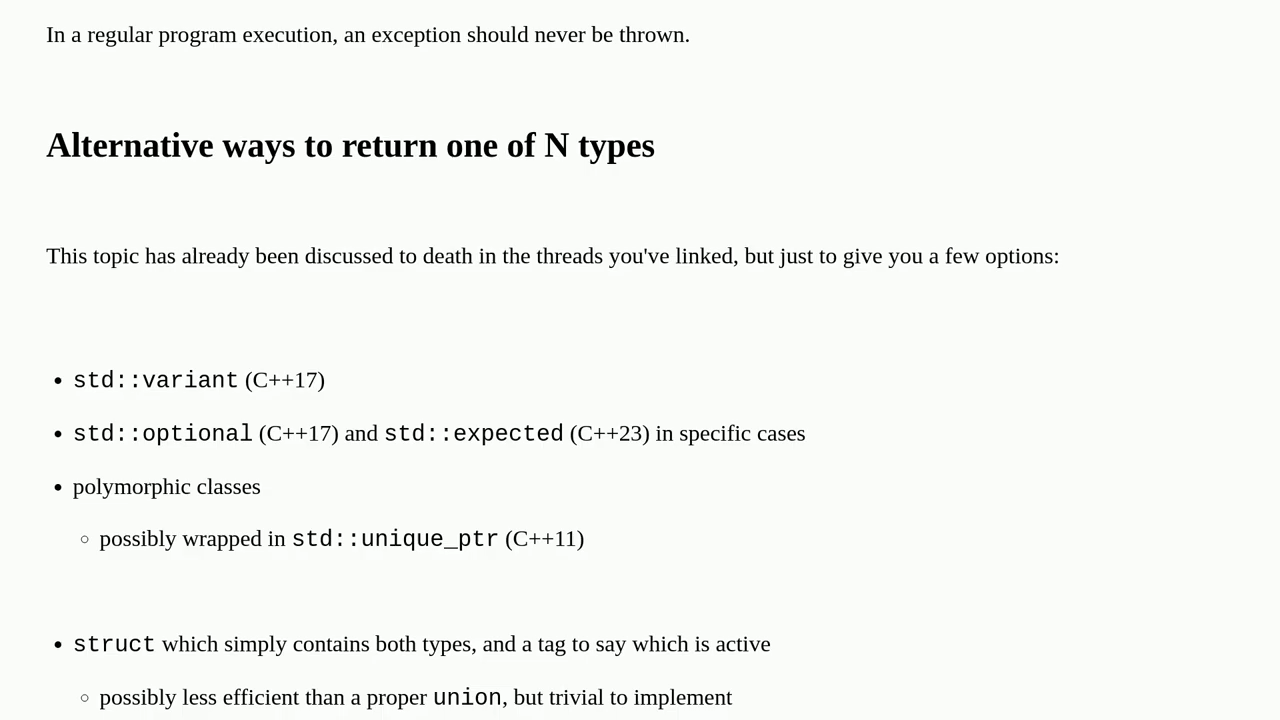 In a regular program execution, an exception should never be thrown.
Alternative ways to return one of N types
This topic has already been discussed to death in the threads you've linked, but just to give you a few options:
• std::variant (C++17)
• std::optional (C++17) and std::expected (C++23) in specific cases
• polymorphic classes
◦ possibly wrapped in std::unique_ptr (C++11)
• struct which simply contains both types, and a tag to say which is active
◦ possibly less efficient than a proper union, but trivial to implement